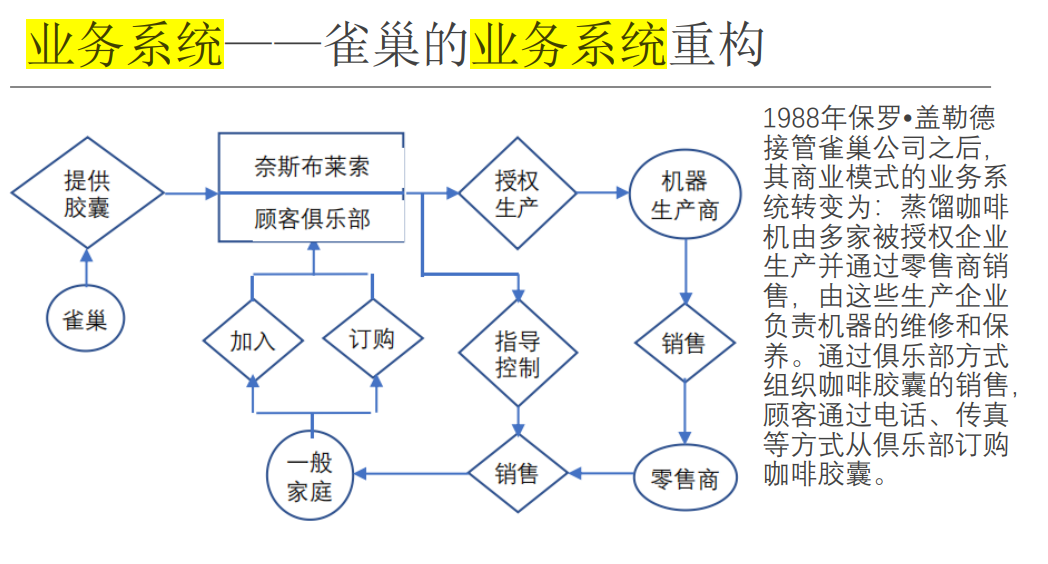 业务系统——雀巢的业务系统重构
提供
胶囊
奈斯布莱索
顾客俱乐部
授权
生产
机器
生产商
雀巢
加入
订购
指导
控制
销售
一般
家庭
销售
零售商
1988年保罗•盖勒德
接管雀巢公司之后，
其商业模式的业务系
统转变为：蒸馏咖啡
机由多家被授权企业
生产并通过零售商销
售，由这些生产企业
负责机器的维修和保
养。通过俱乐部方式
组织咖啡胶囊的销售，
顾客通过电话、传真
等方式从俱乐部订购
咖啡胶囊。